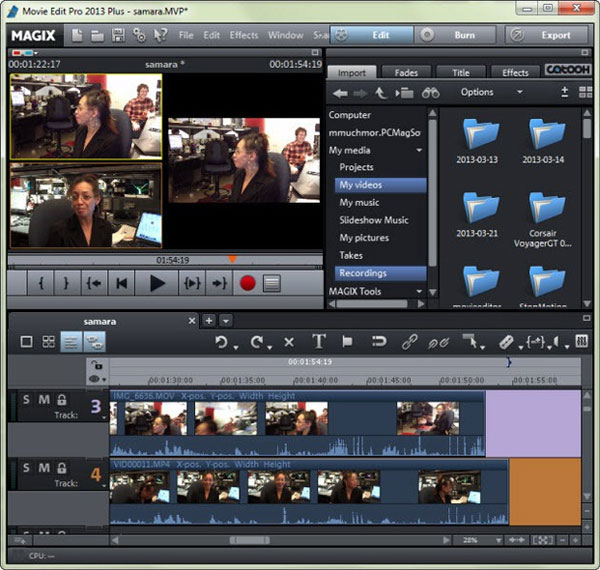 Movie Edit Pro 2013 Plus - samara.MVP*
MAGIX File Edit Effects Window Edit Burn Export
00:01:22:17 samara * 00:01:54:19
Import Fades Title Effects catooh
Options
Computer
mmuchmor.PCMagSo
My media
Projects
My videos
My music
Slideshow Music
My pictures
Takes
Recordings
MAGIX Tools
2013-03-13 2013-03-14
2013-03-21 Corsair
VoyagerGT 0...
movieeditor StopMotion
01:54:19
samara
00:01:54:19
00:01:30:00 00:01:35:00 00:01:40:00 00:01:45:00 00:01:50:00 00:01:55:00
S M 3 IMG_6636.MOV X-pos. Y-pos. Width Height
Track:
S M 4 VID00011.MP4 X-pos. Y-pos. Width Height
Track:
28%
CPU: —